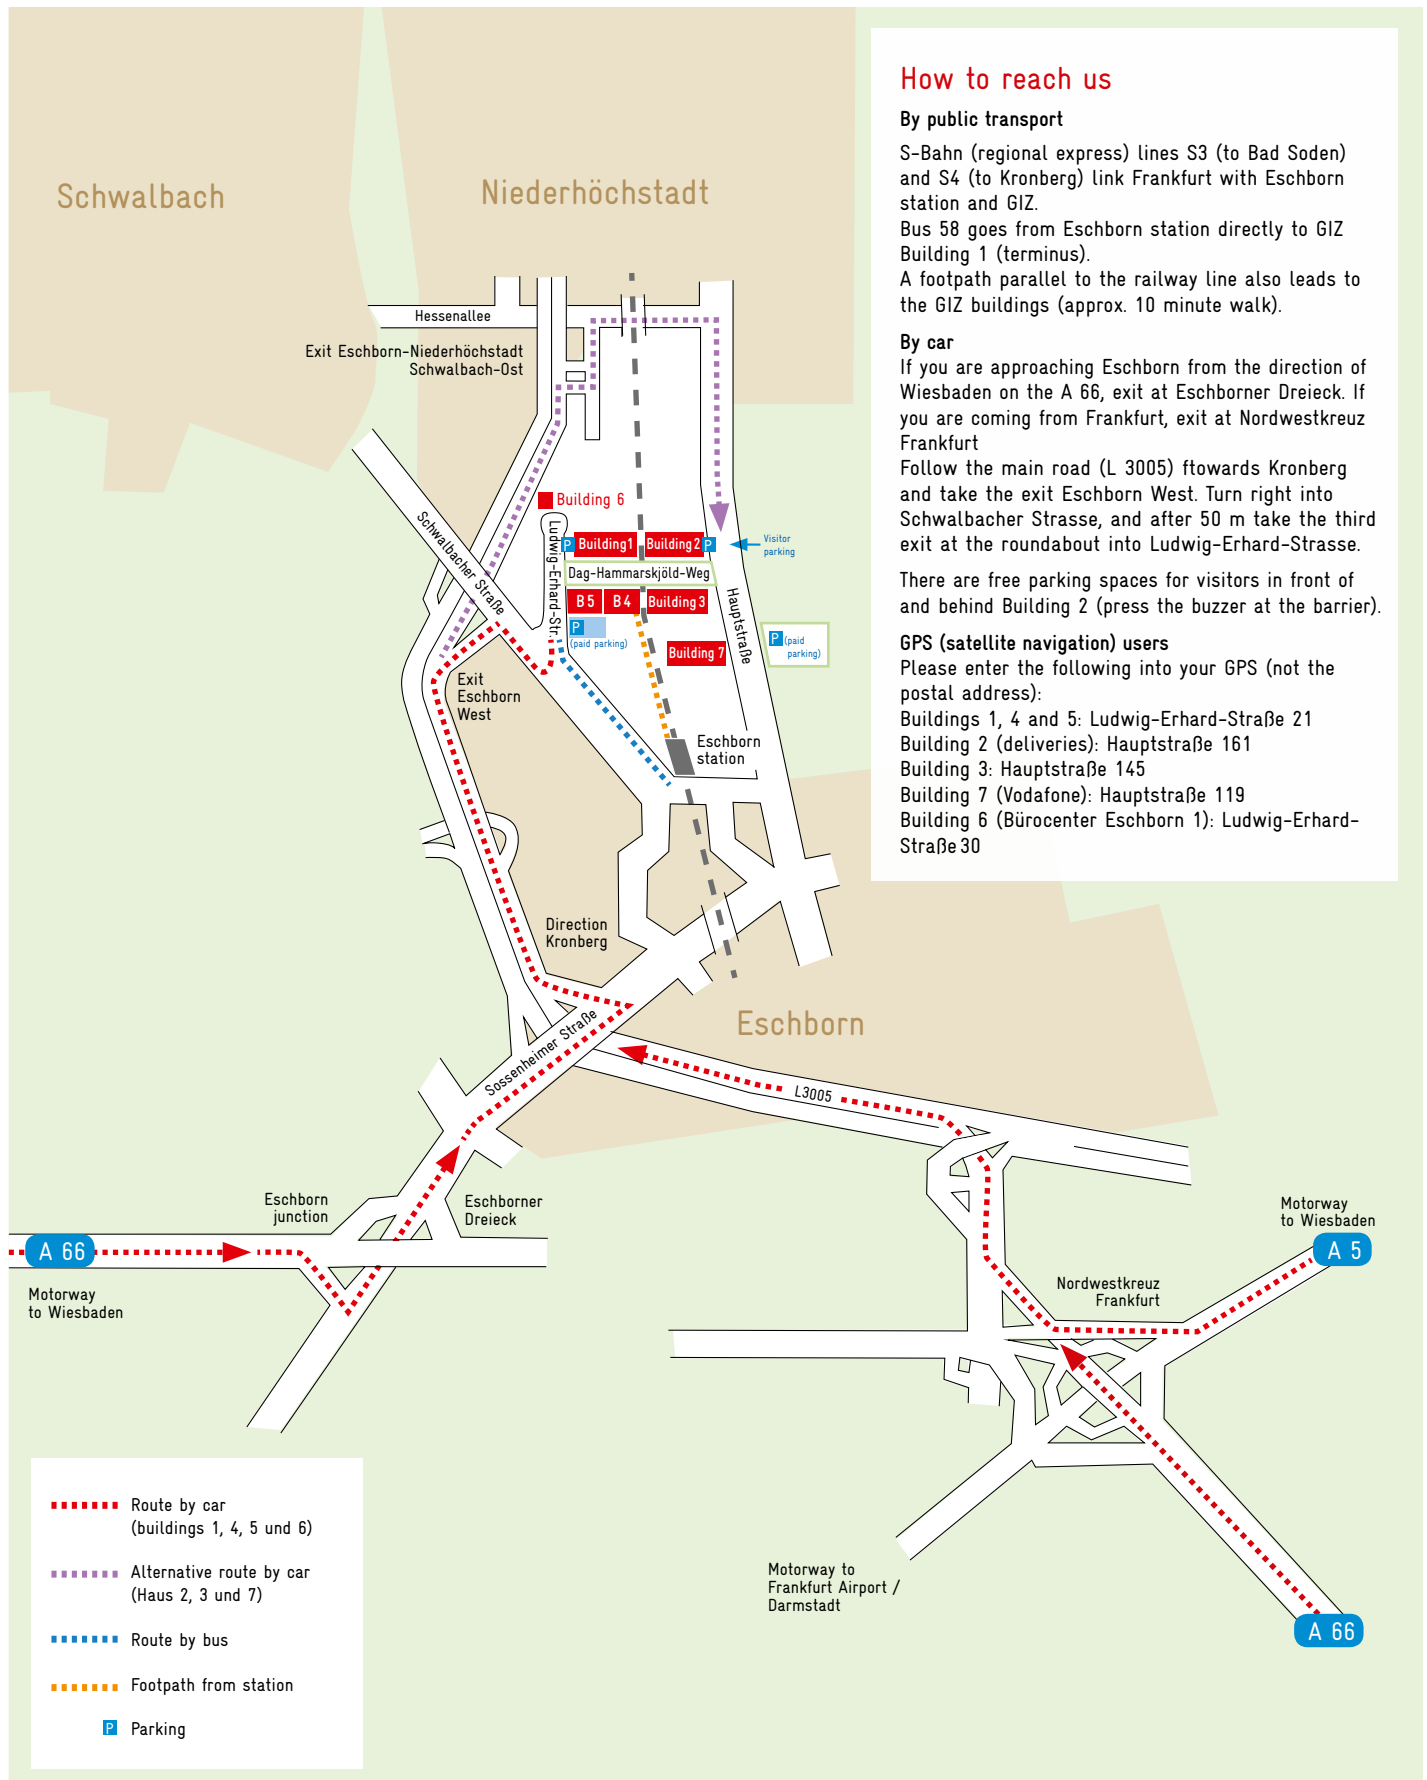 How to reach us
By public transport
S-Bahn (regional express) lines S3 (to Bad Soden)
and S4 (to Kronberg) link Frankfurt with Eschborn
station and GIZ.
Bus 58 goes from Eschborn station directly to GIZ
Building 1 (terminus).
A footpath parallel to the railway line also leads to
the GIZ buildings (approx. 10 minute walk).
By car
If you are approaching Eschborn from the direction of
Wiesbaden on the A 66, exit at Eschborner Dreieck. If
you are coming from Frankfurt, exit at Nordwestkreuz
Frankfurt
Follow the main road (L 3005) ftowards Kronberg
and take the exit Eschborn West. Turn right into
Schwalbacher Strasse, and after 50 m take the third
exit at the roundabout into Ludwig-Erhard-Strasse.
There are free parking spaces for visitors in front of
and behind Building 2 (press the buzzer at the barrier).
GPS (satellite navigation) users
Please enter the following into your GPS (not the
postal address):
Buildings 1, 4 and 5: Ludwig-Erhard-Straße 21
Building 2 (deliveries): Hauptstraße 161
Building 3: Hauptstraße 145
Building 7 (Vodafone): Hauptstraße 119
Building 6 (Bürocenter Eschborn 1): Ludwig-Erhard-
Straße 30
Schwalbach
Niederhöchstadt
Hessenallee
Exit Eschborn-Niederhöchstadt
Schwalbach-Ost
Schwalbacher Straße
Building 6
Ludwig-Erhard-Str.
P
Building 1
Building 2
P
Visitor
parking
Dag-Hammarskjöld-Weg
B 5
B 4
Building 3
Hauptstraße
P
(paid parking)
Building 7
P (paid
parking)
Exit
Eschborn
West
Eschborn
station
Direction
Kronberg
Eschborn
Sossenheimer Straße
L3005
Eschborn
junction
Eschborner
Dreieck
A 66
Motorway
to Wiesbaden
Motorway
to Wiesbaden
A 5
Nordwestkreuz
Frankfurt
Motorway to
Frankfurt Airport /
Darmstadt
A 66
Route by car
(buildings 1, 4, 5 und 6)
Alternative route by car
(Haus 2, 3 und 7)
Route by bus
Footpath from station
P Parking